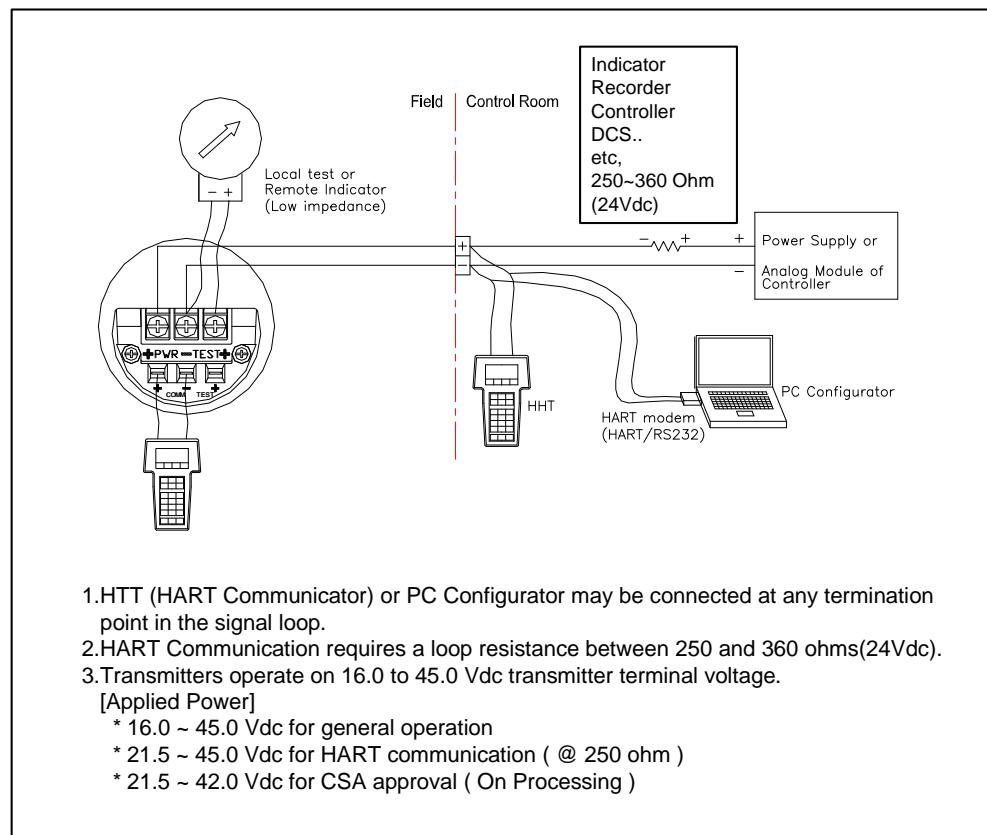 Indicator
Recorder
Controller
DCS..
etc,
250~360 Ohm
(24Vdc)
Field
Control Room
Local test or
Remote Indicator
(Low impedance)
- +
- +
+
-
+ Power Supply or
- Analog Module of
Controller
+PWR-TEST+
+ - +
COMM TEST
HHT
HART modem
(HART/RS232)
PC Configurator
1.HTT (HART Communicator) or PC Configurator may be connected at any termination
point in the signal loop.
2.HART Communication requires a loop resistance between 250 and 360 ohms(24Vdc).
3.Transmitters operate on 16.0 to 45.0 Vdc transmitter terminal voltage.
[Applied Power]
* 16.0 ~ 45.0 Vdc for general operation
* 21.5 ~ 45.0 Vdc for HART communication ( @ 250 ohm )
* 21.5 ~ 42.0 Vdc for CSA approval ( On Processing )